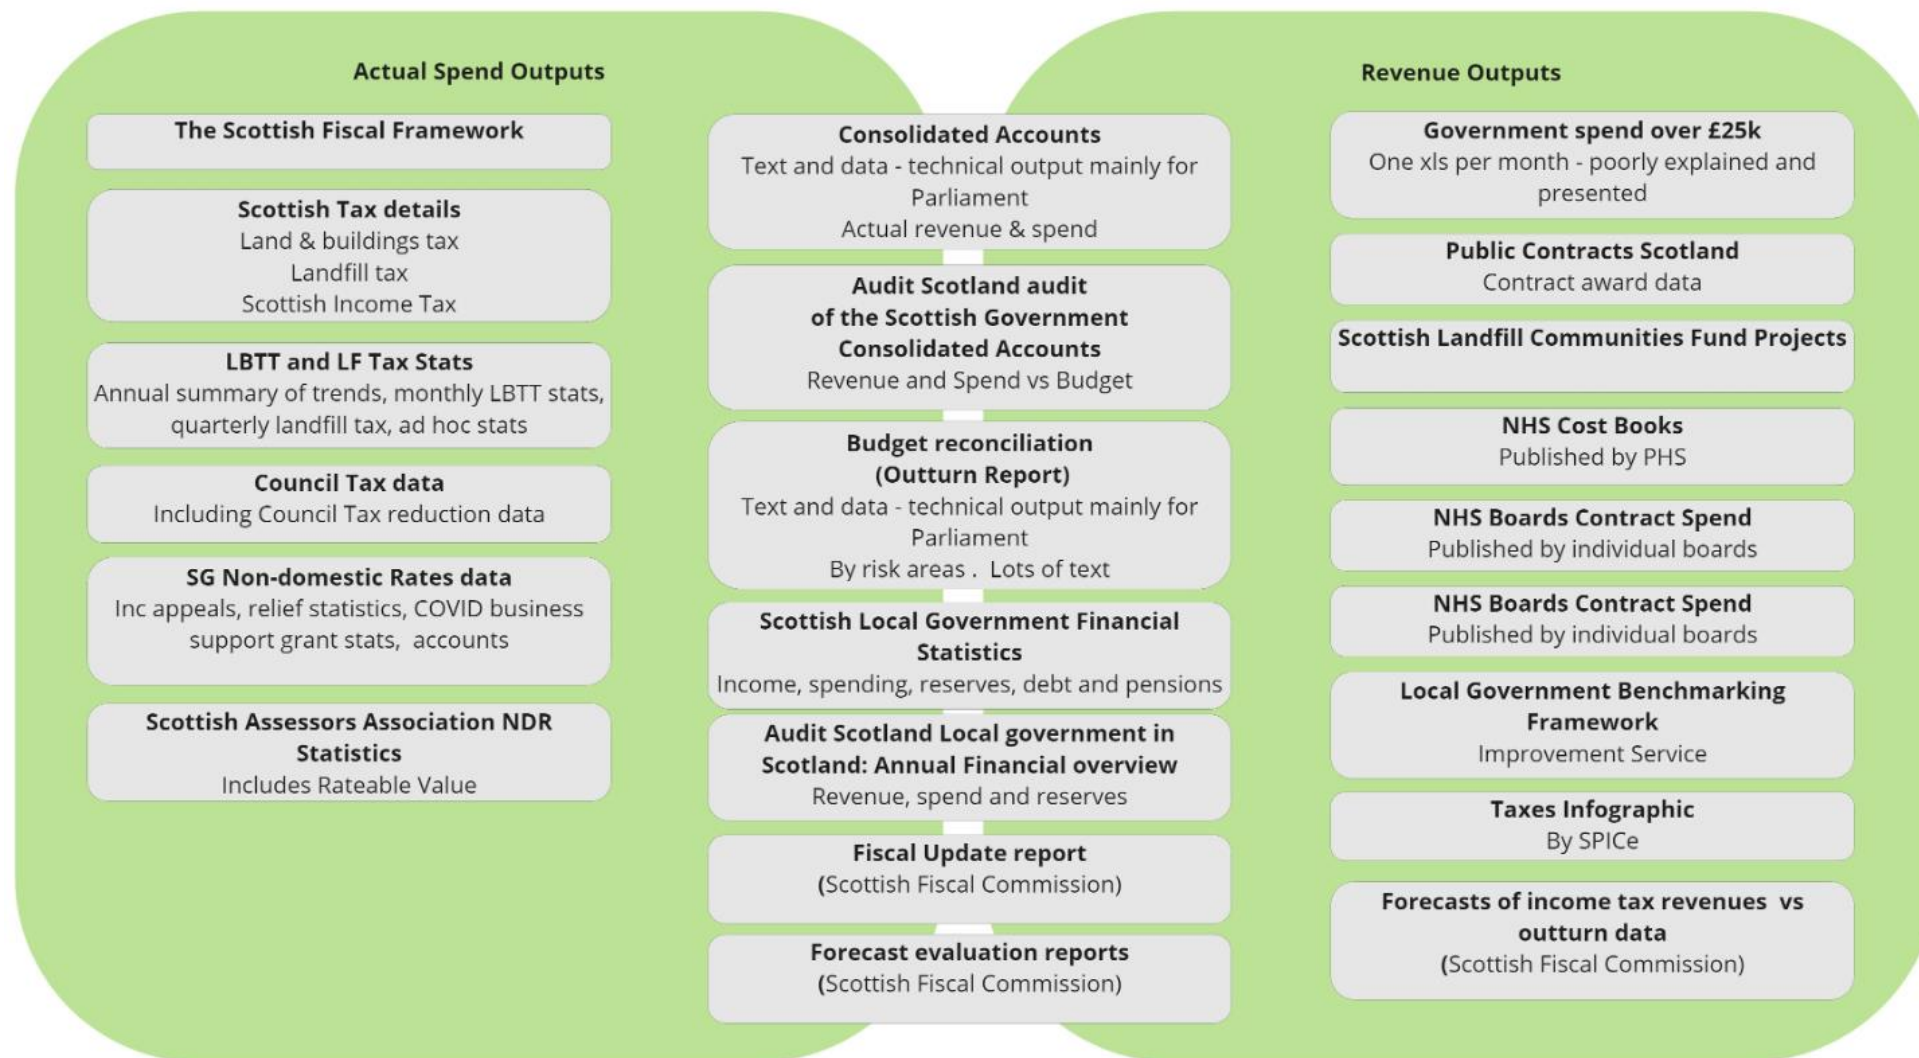 Actual Spend Outputs
The Scottish Fiscal Framework
Scottish Tax details
Land & buildings tax
Landfill tax
Scottish Income Tax
LBTT and LF Tax Stats
Annual summary of trends, monthly LBTT stats,
quarterly landfill tax, ad hoc stats
Council Tax data
Including Council Tax reduction data
SG Non-domestic Rates data
Inc appeals, relief statistics, COVID business
support grant stats, accounts
Scottish Assessors Association NDR
Statistics
Includes Rateable Value
Consolidated Accounts
Text and data - technical output mainly for
Parliament
Actual revenue & spend
Audit Scotland audit
of the Scottish Government
Consolidated Accounts
Revenue and Spend vs Budget
Budget reconciliation
(Outturn Report)
Text and data - technical output mainly for
Parliament
By risk areas . Lots of text
Scottish Local Government Financial
Statistics
Income, spending, reserves, debt and pensions
Audit Scotland Local government in
Scotland: Annual Financial overview
Revenue, spend and reserves
Fiscal Update report
(Scottish Fiscal Commission)
Forecast evaluation reports
(Scottish Fiscal Commission)
Revenue Outputs
Government spend over £25k
One xls per month - poorly explained and
presented
Public Contracts Scotland
Contract award data
Scottish Landfill Communities Fund Projects
NHS Cost Books
Published by PHS
NHS Boards Contract Spend
Published by individual boards
NHS Boards Contract Spend
Published by individual boards
Local Government Benchmarking
Framework
Improvement Service
Taxes Infographic
By SPICe
Forecasts of income tax revenues vs
outturn data
(Scottish Fiscal Commission)